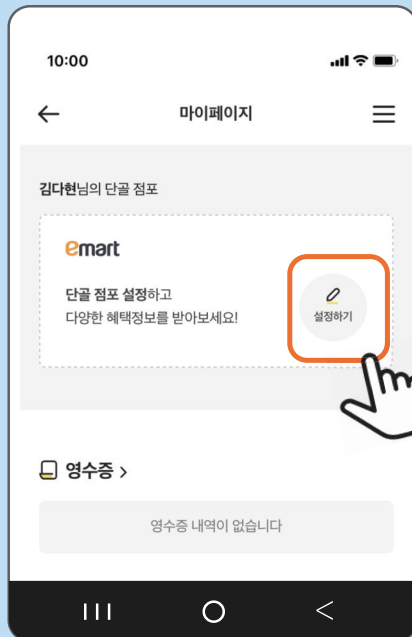 10:00
마이페이지
김다현님의 단골 점포
emart
단골 점포 설정하고
다양한 혜택정보를 받아보세요!
설정하기
영수증 >
영수증 내역이 없습니다